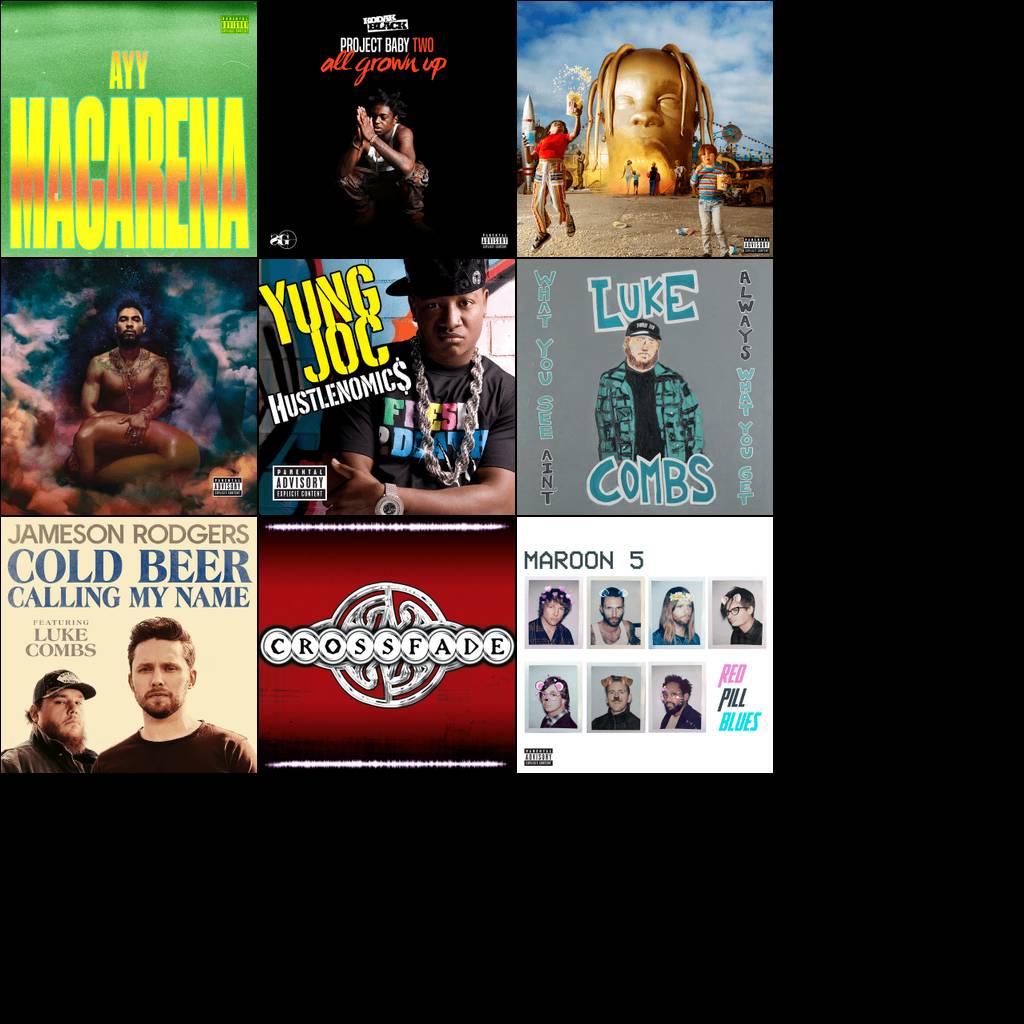 AYY
MACARENA
PARENTAL
ADVISORY
EXPLICIT CONTENT
KODAK
BLACK
PROJECT BABY TWO
all grown up
SG
PARENTAL
ADVISORY
EXPLICIT CONTENT
PARENTAL
ADVISORY
EXPLICIT CONTENT
PARENTAL
ADVISORY
EXPLICIT CONTENT
YUNG
JOC
HUSTLENOMIC$
PARENTAL
ADVISORY
EXPLICIT CONTENT
WHAT YOU SEE AIN'T
LUKE
COMBS
ALWAYS WHAT YOU GET
JAMESON RODGERS
COLD BEER
CALLING MY NAME
FEATURING
LUKE
COMBS
CROSSFADE
MAROON 5
RED
PILL
BLUES
PARENTAL
ADVISORY
EXPLICIT CONTENT